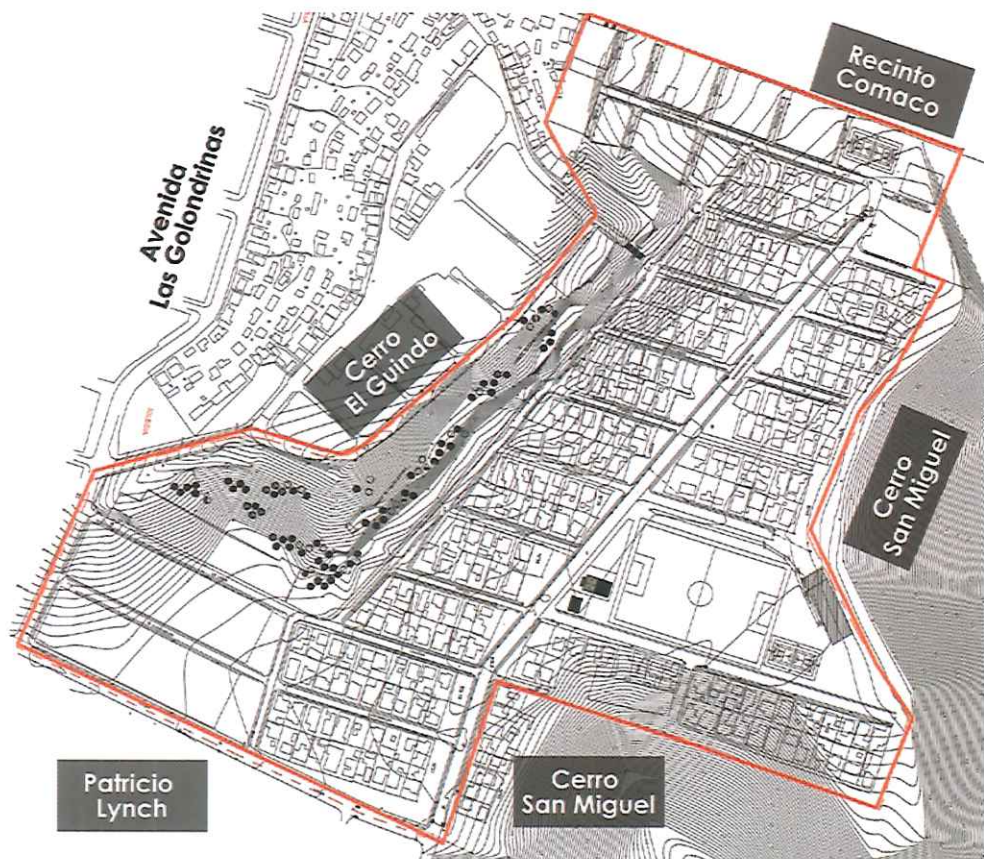 Recinto
Comaco
Avenida
Las Golondrinas
Cerro
El Guindo
Cerro
San Miguel
Patricio
Lynch
Cerro
San Miguel